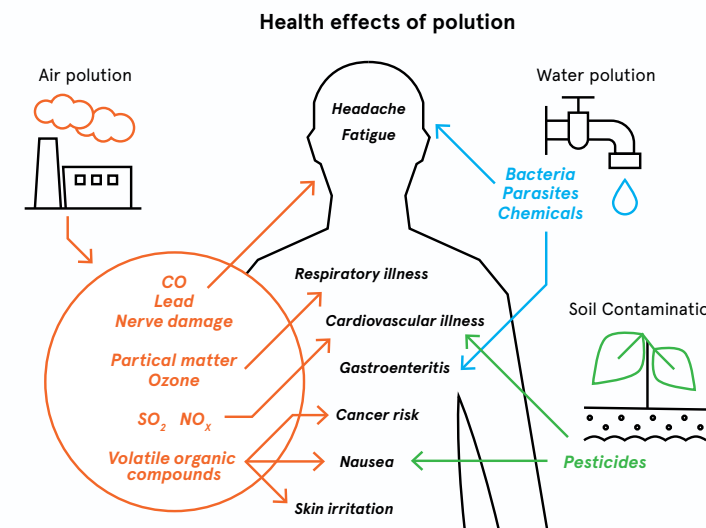 Health effects of polution
Air polution
Water polution
Headache
Fatigue
Bacteria
Parasites
Chemicals
CO
Lead
Nerve damage
Respiratory illness
Soil Contaminatio
Cardiovascular illness
Partical matter
Ozone
Gastroenteritis
SO₂ NOₓ
Cancer risk
Volatile organic
compounds
Nausea
Pesticides
Skin irritation